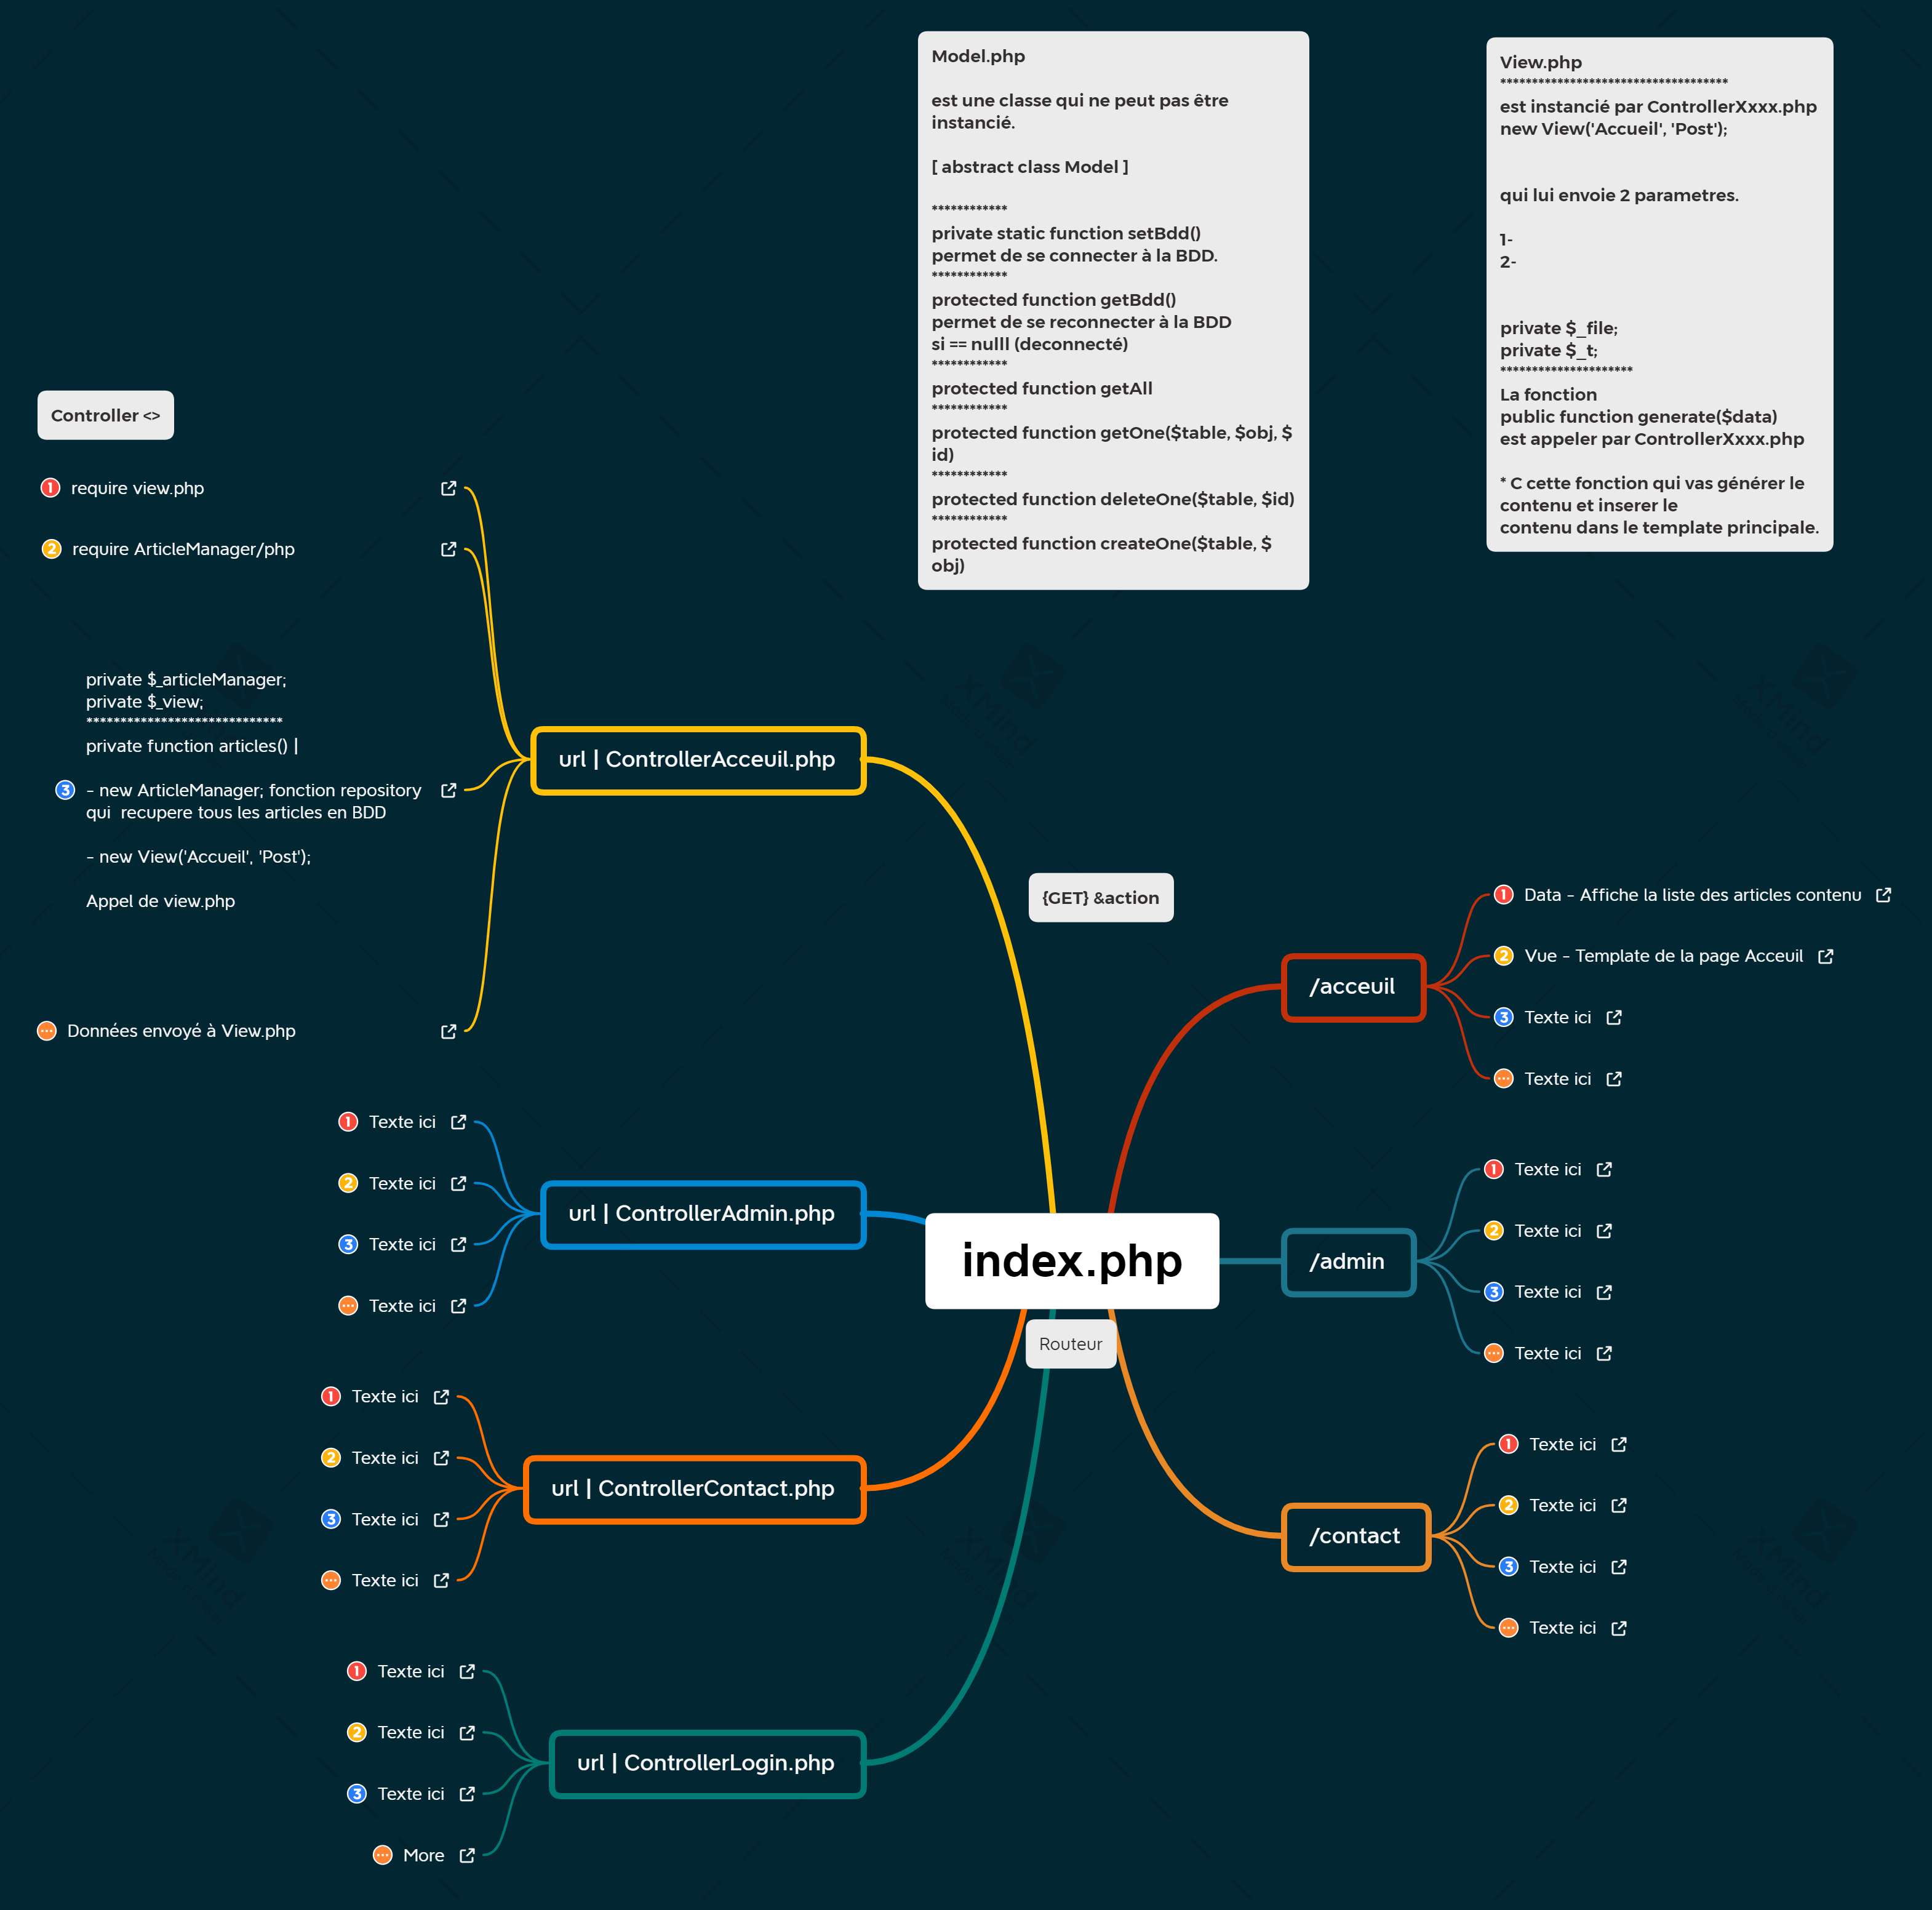 Model.php
est une classe qui ne peut pas être
instancié.
[ abstract class Model ]
************
private static function setBdd()
permet de se connecter à la BDD.
************
protected function getBdd()
permet de se reconnecter à la BDD
si == nulll (deconnecté)
************
protected function getAll
************
protected function getOne($table, $obj, $
id)
************
protected function deleteOne($table, $id)
************
protected function createOne($table, $
obj)
View.php
************************************
est instancié par ControllerXxxx.php
new View('Accueil', 'Post');
qui lui envoie 2 parametres.
1-
2-
private $_file;
private $_t;
*********************
La fonction
public function generate($data)
est appeler par ControllerXxxx.php
* C cette fonction qui vas générer le
contenu et inserer le
contenu dans le template principale.
Controller <>
1 require view.php
2 require ArticleManager/php
private $_articleManager;
private $_view;
*****************************
private function articles() |
3 - new ArticleManager; fonction repository
qui  recupere tous les articles en BDD
- new View('Accueil', 'Post');
Appel de view.php
Données envoyé à View.php
url | ControllerAcceuil.php
{GET} &action
/acceuil
1 Data - Affiche la liste des articles contenu
2 Vue - Template de la page Acceuil
3 Texte ici
Texte ici
1 Texte ici
2 Texte ici
3 Texte ici
Texte ici
url | ControllerAdmin.php
index.php
Routeur
/admin
1 Texte ici
2 Texte ici
3 Texte ici
Texte ici
1 Texte ici
2 Texte ici
3 Texte ici
Texte ici
url | ControllerContact.php
/contact
1 Texte ici
2 Texte ici
3 Texte ici
Texte ici
1 Texte ici
2 Texte ici
3 Texte ici
More
url | ControllerLogin.php
XMind
XMind
XMind
XMind
XMind
XMind